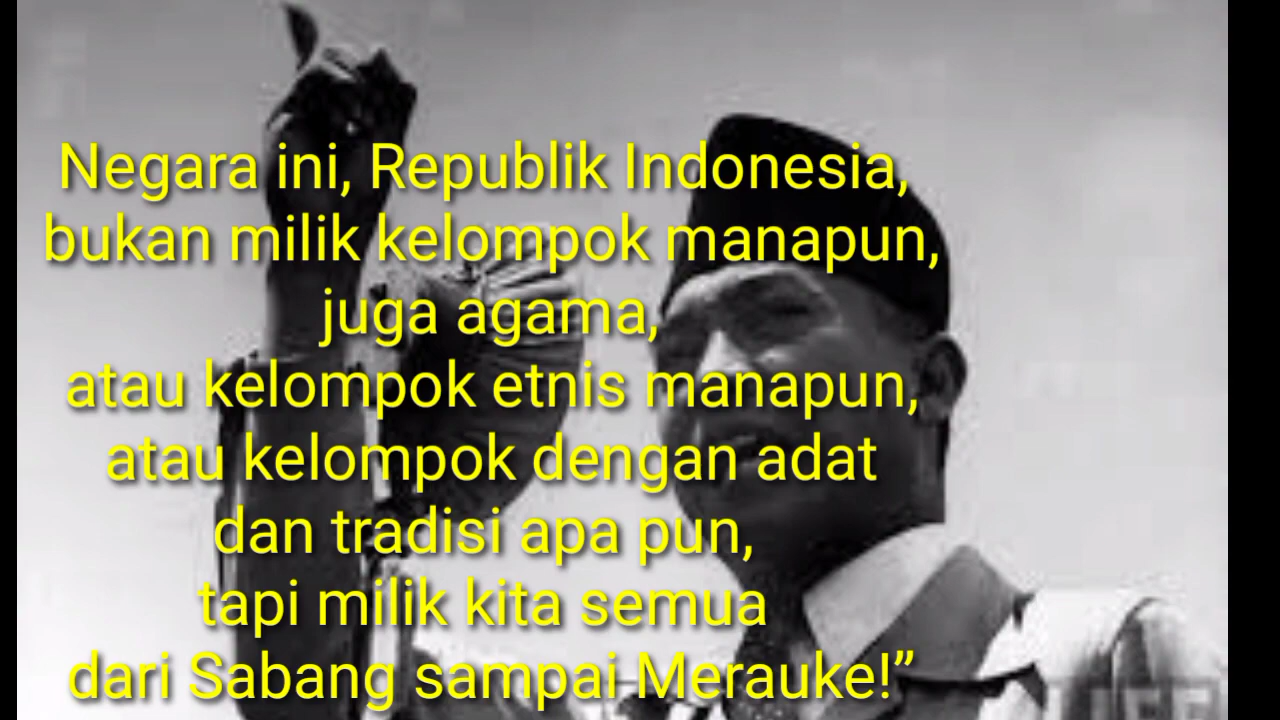 Negara ini, Republik Indonesia,
bukan milik kelompok manapun,
juga agama,
atau kelompok etnis manapun,
atau kelompok dengan adat
dan tradisi apa pun,
tapi milik kita semua
dari Sabang sampai Merauke!”
LIFE